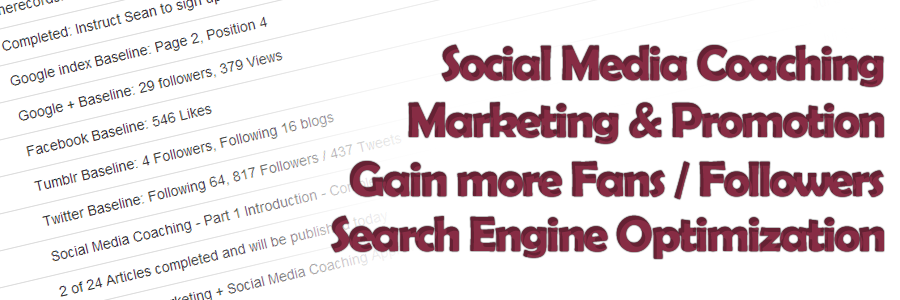 Completed: Instruct Sean to sign
Google index Baseline: Page 2, Position 4
Google + Baseline: 29 followers, 379 Views
Facebook Baseline: 546 Likes
Tumblr Baseline: 4 Followers, Following 16 blogs
Twitter Baseline: Following 64, 817 Followers / 437 Tweets
Social Media Coaching - Part 1 Introduction -
2 of 24 Articles completed and will be published today
+ Social Media Coaching
Social Media Coaching
Marketing & Promotion
Gain more Fans / Followers
Search Engine Optimization